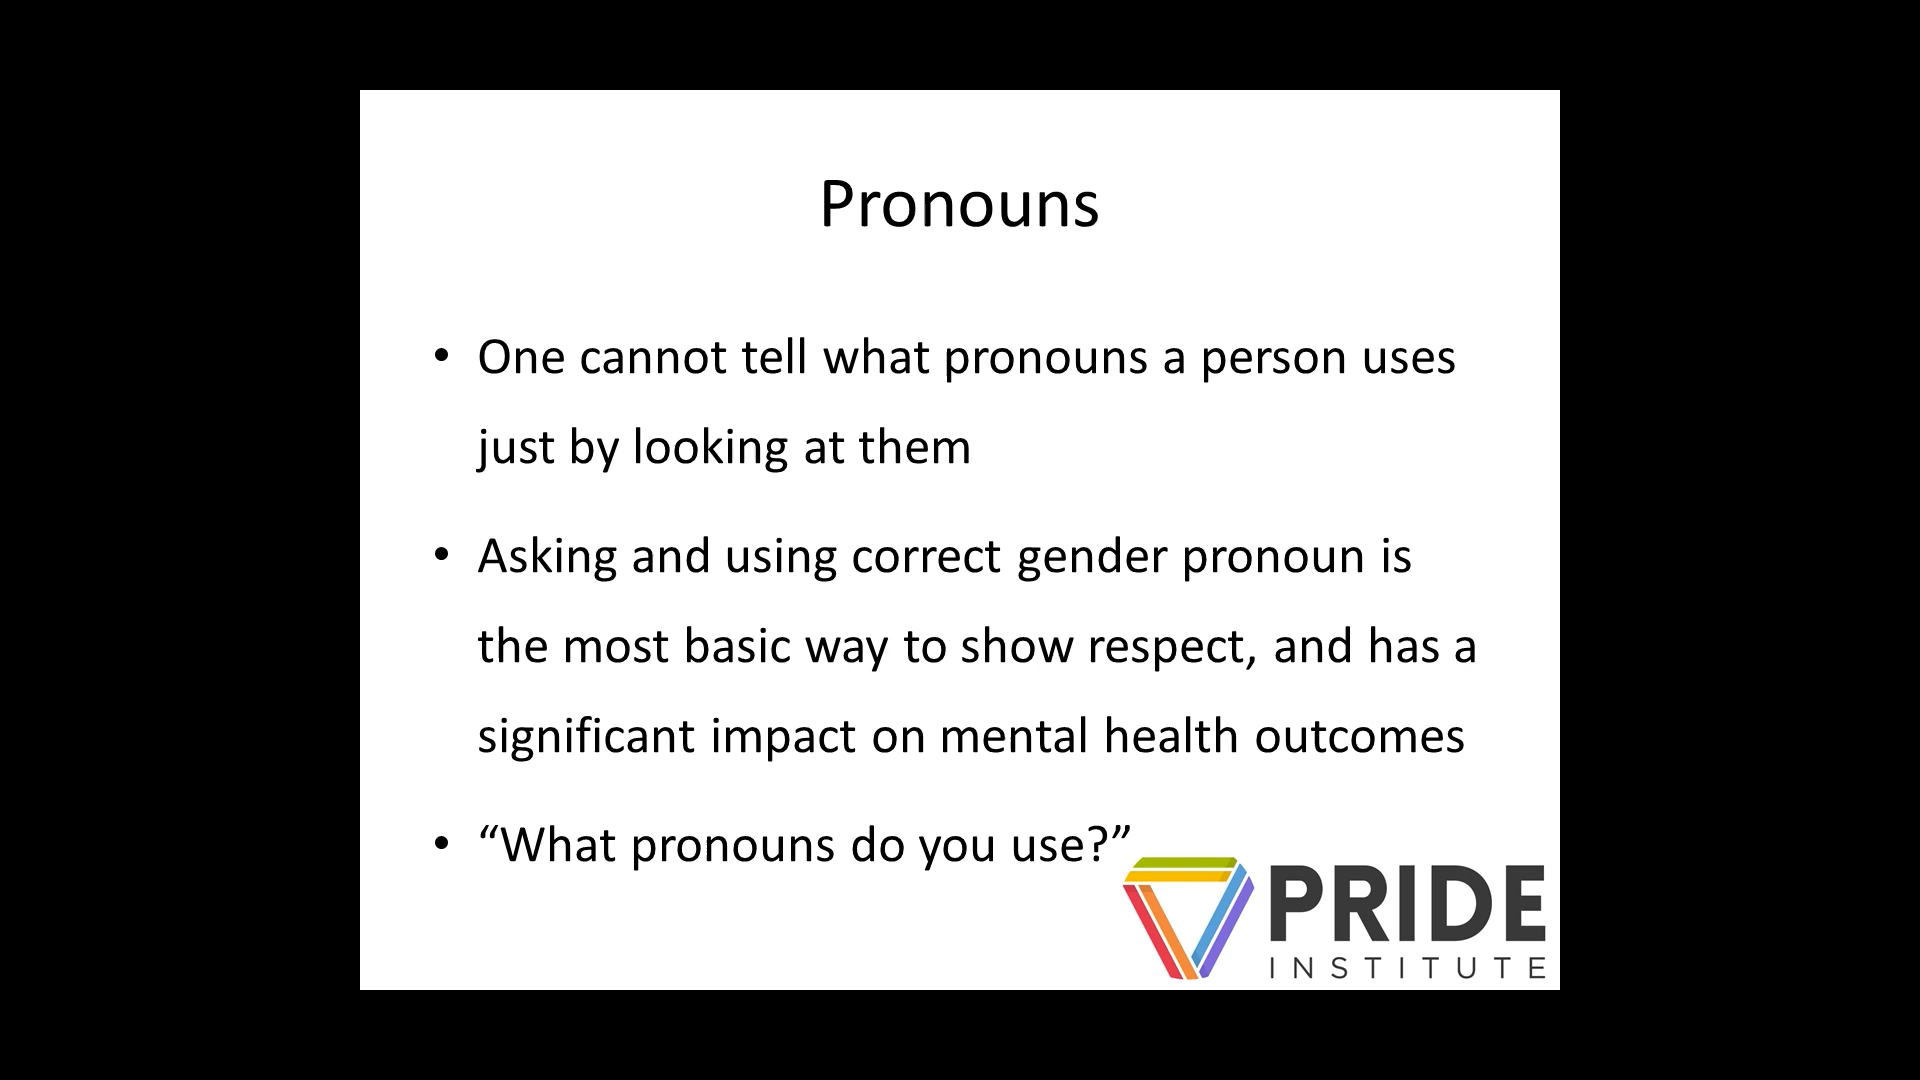 Pronouns
• One cannot tell what pronouns a person uses
just by looking at them
• Asking and using correct gender pronoun is
the most basic way to show respect, and has a
significant impact on mental health outcomes
• “What pronouns do you use?”
PRIDE
INSTITUTE